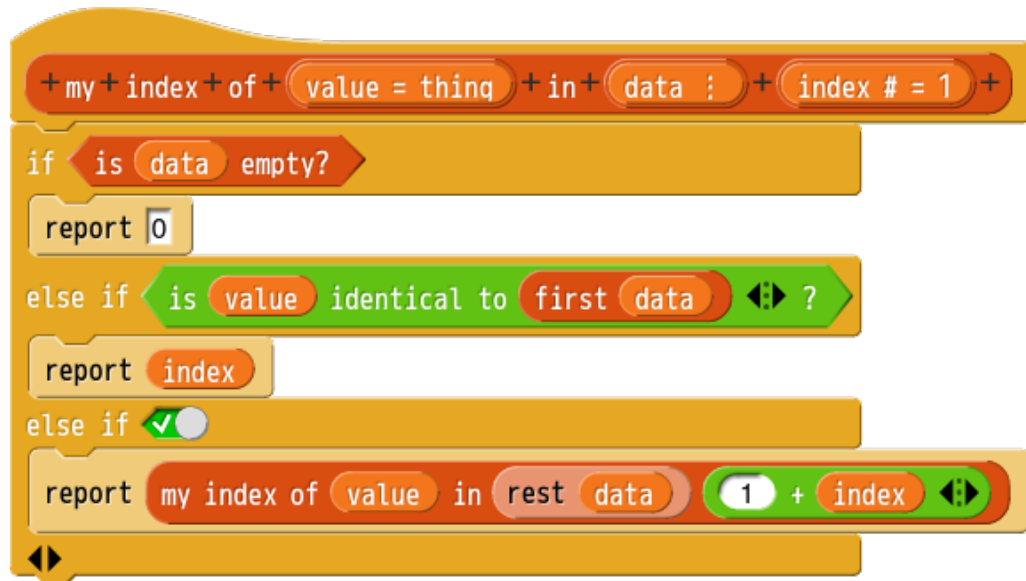 + my + index + of + value = thing + in + data ⋮ + index # = 1 +
if is data empty?
report 0
else if is value identical to first data ?
report index
else if
report my index of value in rest data 1 + index